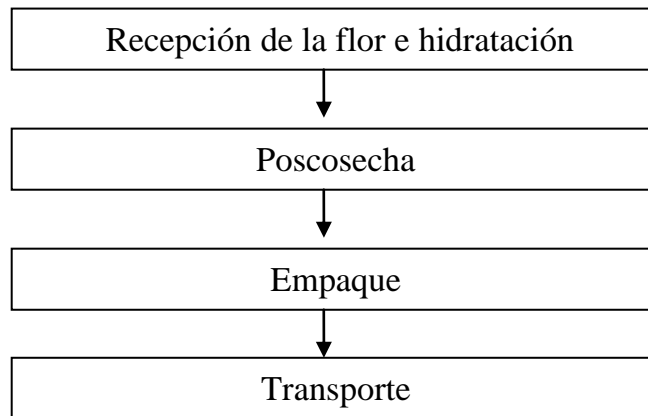 Recepción de la flor e hidratación
Poscosecha
Empaque
Transporte